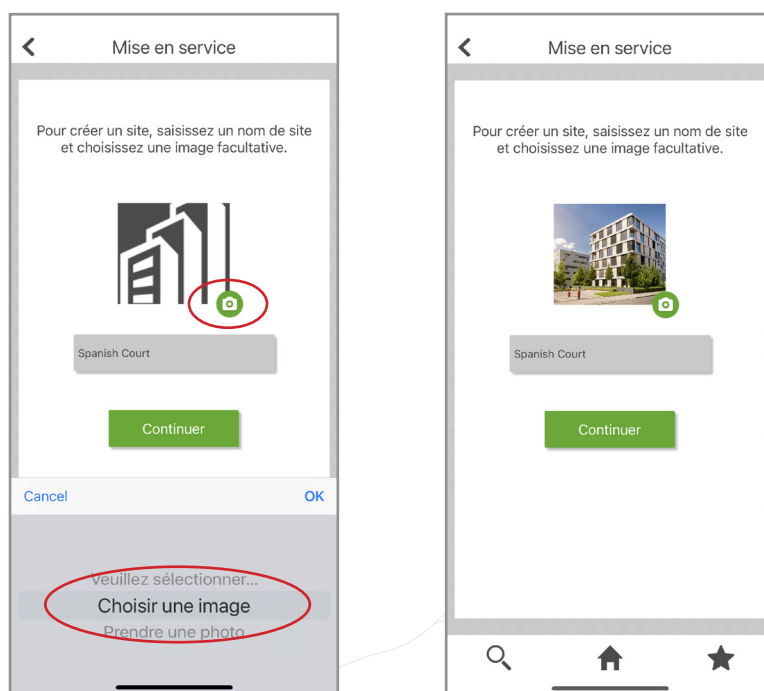 Mise en service
Pour créer un site, saisissez un nom de site
et choisissez une image facultative.
Spanish Court
Continuer
Cancel
OK
Veuillez sélectionner...
Choisir une image
Prendre une photo
Mise en service
Pour créer un site, saisissez un nom de site
et choisissez une image facultative.
Spanish Court
Continuer